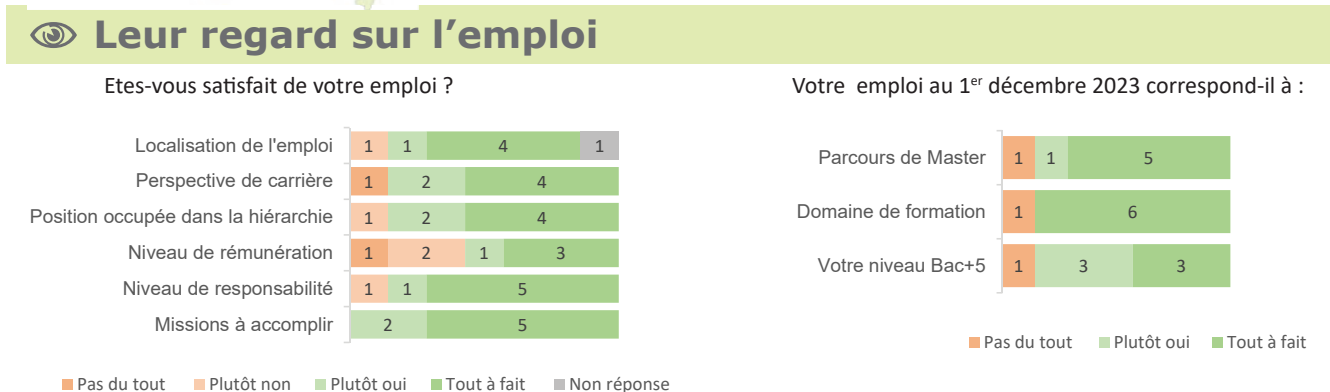 Leur regard sur l’emploi
Etes-vous satisfait de votre emploi ?
Localisation de l'emploi 1 1 4 1
Perspective de carrière 1 2 4
Position occupée dans la hiérarchie 1 2 4
Niveau de rémunération 1 2 1 3
Niveau de responsabilité 1 1 5
Missions à accomplir 2 5
Pas du tout Plutôt non Plutôt oui Tout à fait Non réponse
Votre emploi au 1er décembre 2023 correspond-il à :
Parcours de Master 1 1 5
Domaine de formation 1 6
Votre niveau Bac+5 1 3 3
Pas du tout Plutôt oui Tout à fait